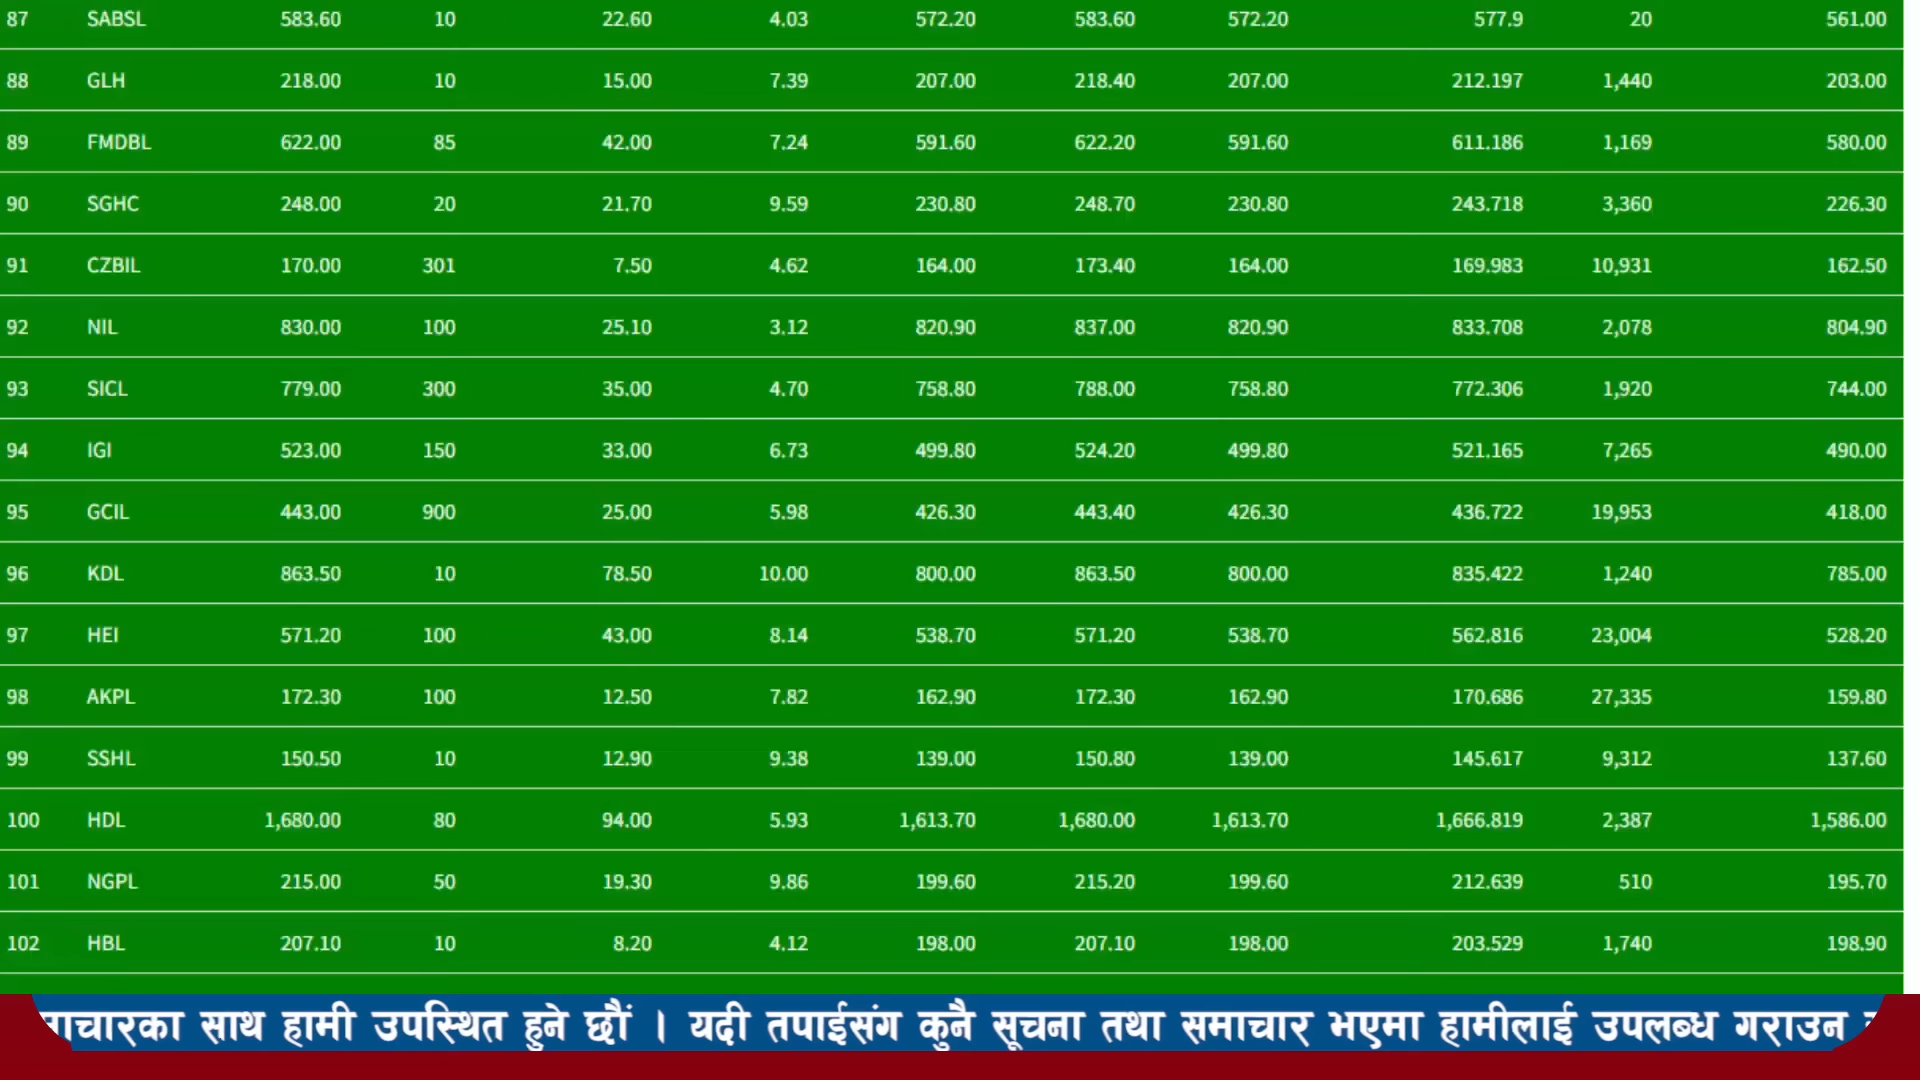 87 SABSL 583.60 10 22.60 4.03 572.20 583.60 572.20 577.9 20 561.00
88 GLH 218.00 10 15.00 7.39 207.00 218.40 207.00 212.197 1,440 203.00
89 FMDBL 622.00 85 42.00 7.24 591.60 622.20 591.60 611.186 1,169 580.00
90 SGHC 248.00 20 21.70 9.59 230.80 248.70 230.80 243.718 3,360 226.30
91 CZBIL 170.00 301 7.50 4.62 164.00 173.40 164.00 169.983 10,931 162.50
92 NIL 830.00 100 25.10 3.12 820.90 837.00 820.90 833.708 2,078 804.90
93 SICL 779.00 300 35.00 4.70 758.80 788.00 758.80 772.306 1,920 744.00
94 IGI 523.00 150 33.00 6.73 499.80 524.20 499.80 521.165 7,265 490.00
95 GCIL 443.00 900 25.00 5.98 426.30 443.40 426.30 436.722 19,953 418.00
96 KDL 863.50 10 78.50 10.00 800.00 863.50 800.00 835.422 1,240 785.00
97 HEI 571.20 100 43.00 8.14 538.70 571.20 538.70 562.816 23,004 528.20
98 AKPL 172.30 100 12.50 7.82 162.90 172.30 162.90 170.686 27,335 159.80
99 SSHL 150.50 10 12.90 9.38 139.00 150.80 139.00 145.617 9,312 137.60
100 HDL 1,680.00 80 94.00 5.93 1,613.70 1,680.00 1,613.70 1,666.819 2,387 1,586.00
101 NGPL 215.00 50 19.30 9.86 199.60 215.20 199.60 212.639 510 195.70
102 HBL 207.10 10 8.20 4.12 198.00 207.10 198.00 203.529 1,740 198.90
माचारका साथ हामी उपस्थित हुने छौं । यदी तपाईसंग कुनै सूचना तथा समाचार भएमा हामीलाई उपलब्ध गराउन